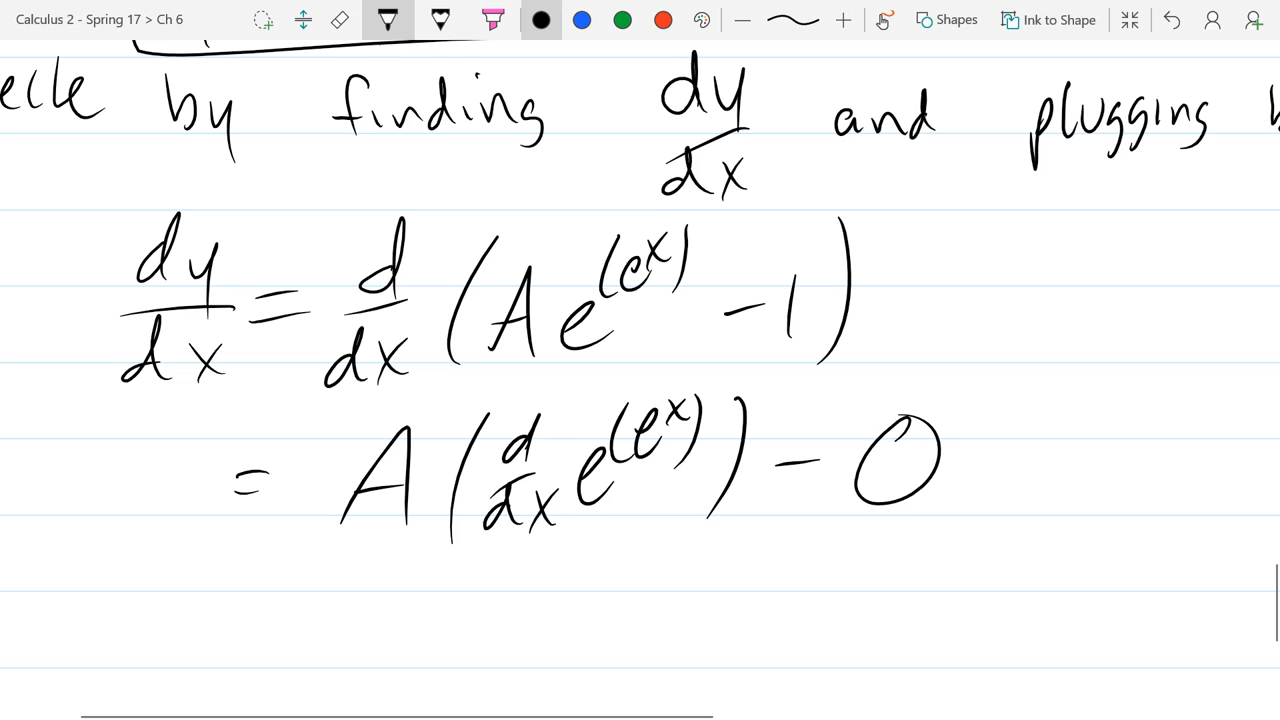 Calculus 2 - Spring 17 > Ch 6
Shapes
Ink to Shape
by finding dy/dx and plugging
dy/dx = d/dx (Ae^(e^x) - 1)
= A(d/dx e^(e^x)) - 0